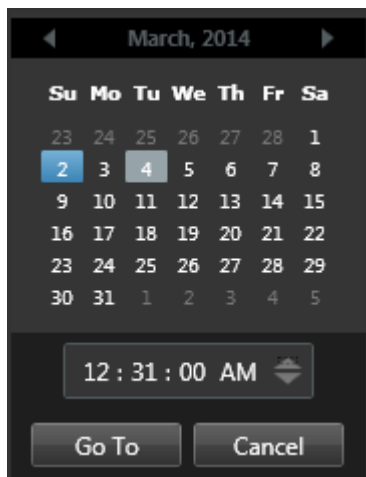 March, 2014
Su Mo Tu We Th Fr Sa
23 24 25 26 27 28 1
2 3 4 5 6 7 8
9 10 11 12 13 14 15
16 17 18 19 20 21 22
23 24 25 26 27 28 29
30 31 1 2 3 4 5
12 : 31 : 00 AM
Go To Cancel